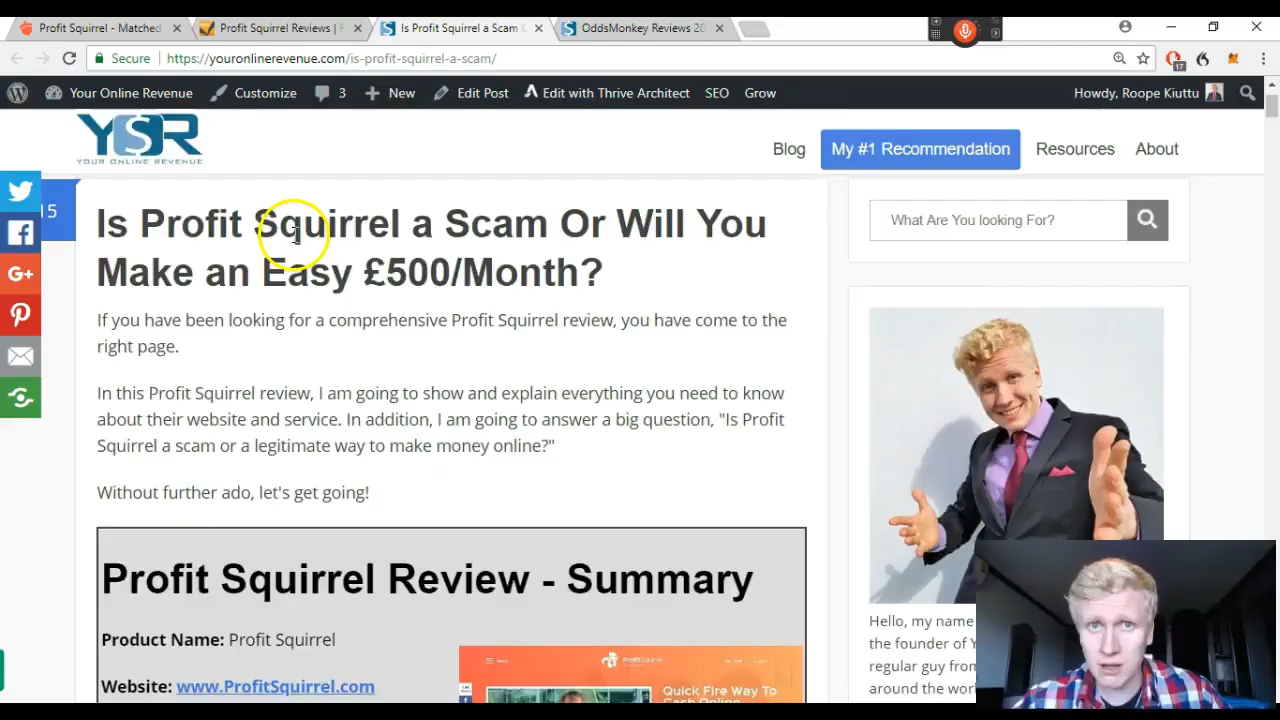 Profit Squirrel - Matched
Profit Squirrel Reviews |
Is Profit Squirrel a Scam
OddsMonkey Reviews 20
Secure
https://youronlinerevenue.com/is-profit-squirrel-a-scam/
17
Your Online Revenue
Customize
3
New
Edit Post
Edit with Thrive Architect
SEO
Grow
Howdy, Roope Kiuttu
YSR
YOUR ONLINE REVENUE
Blog
My #1 Recommendation
Resources
About
15
G+
Is Profit Squirrel a Scam Or Will You
Make an Easy £500/Month?
If you have been looking for a comprehensive Profit Squirrel review, you have come to the
right page.
In this Profit Squirrel review, I am going to show and explain everything you need to know
about their website and service. In addition, I am going to answer a big question, "Is Profit
Squirrel a scam or a legitimate way to make money online?"
Without further ado, let's get going!
Profit Squirrel Review - Summary
Product Name: Profit Squirrel
Website: www.ProfitSquirrel.com
ProfitSquirrel
Quick Fire Way To
What Are You looking For?
Hello, my name
the founder of Y
regular guy from
around the worl